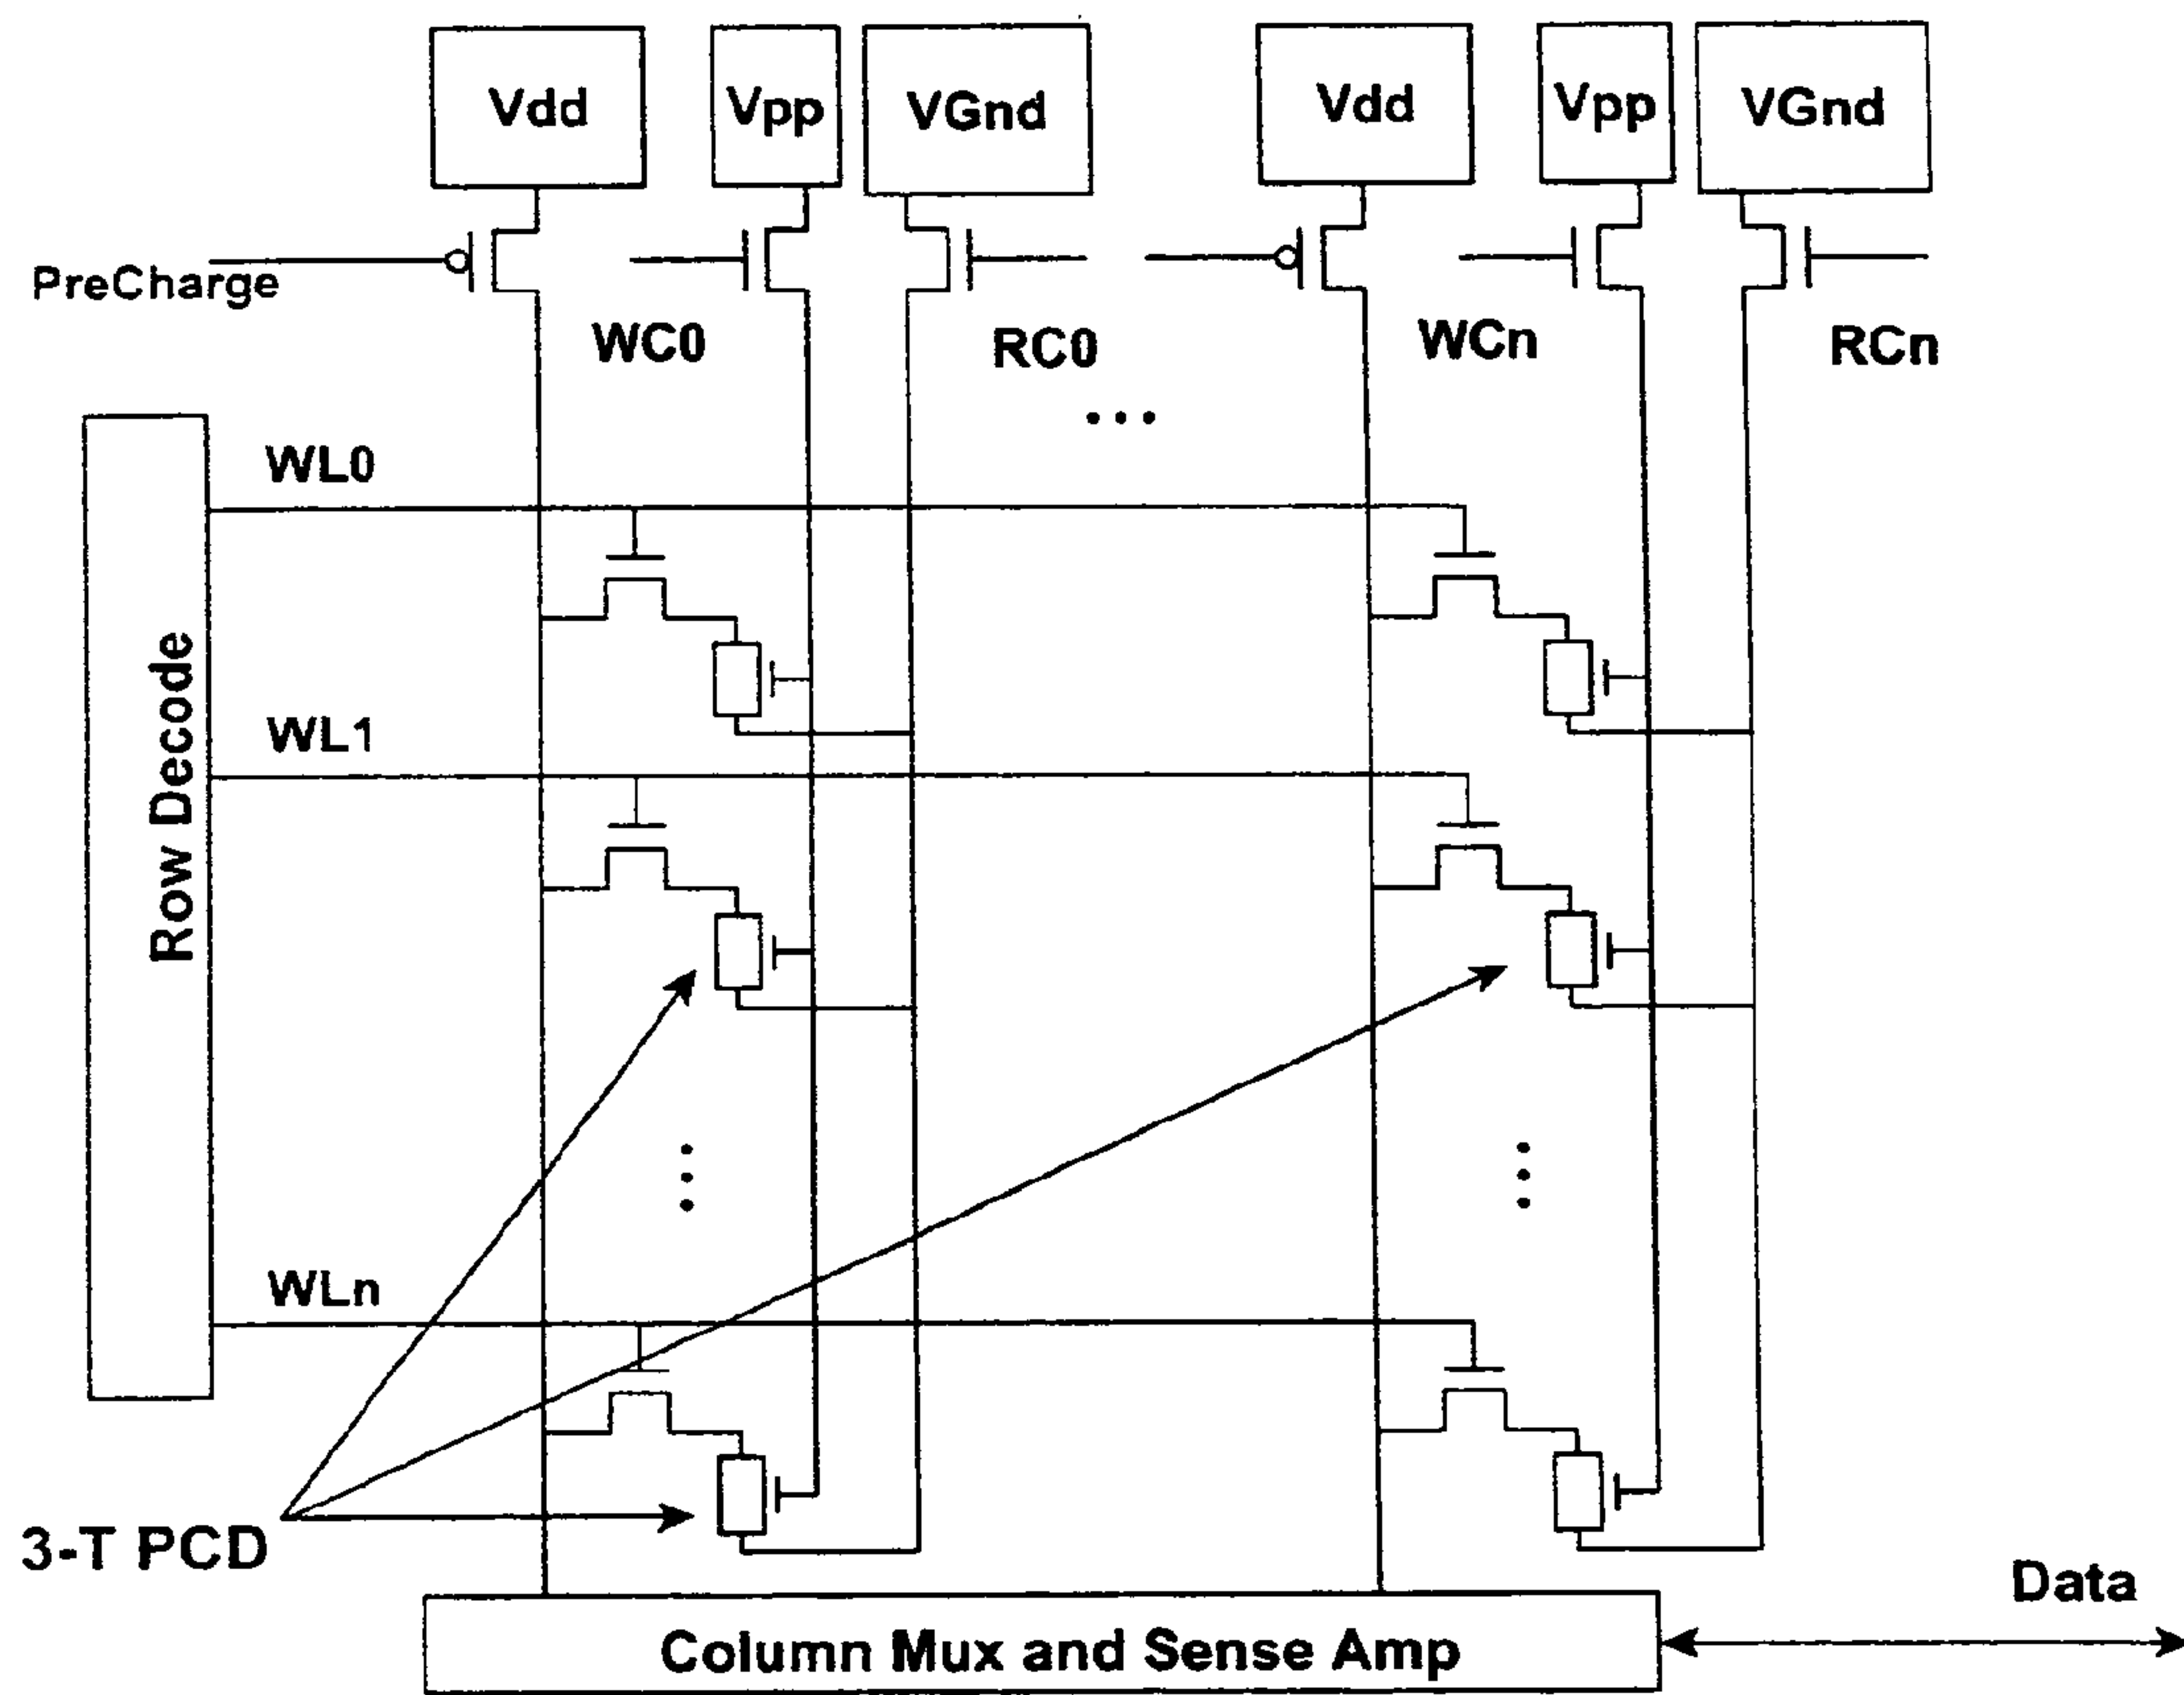 Vdd Vpp VGnd Vdd Vpp VGnd
PreCharge
WC0 RC0 WCn RCn
...
WL0
WL1
Row Decode
WLn
3-T PCD
Data
Column Mux and Sense Amp